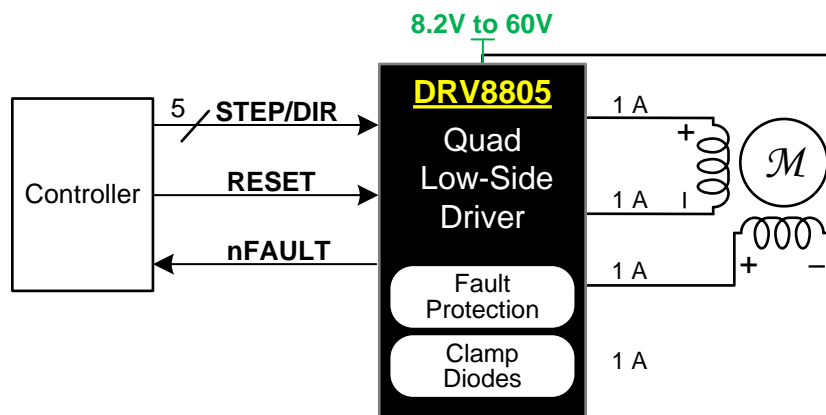 8.2V to 60V
5
STEP/DIR
DRV8805
1 A
Quad
Low-Side
Driver
Controller
RESET
1 A
nFAULT
1 A
Fault
Protection
Clamp
Diodes
1 A
M
+
–
+
–